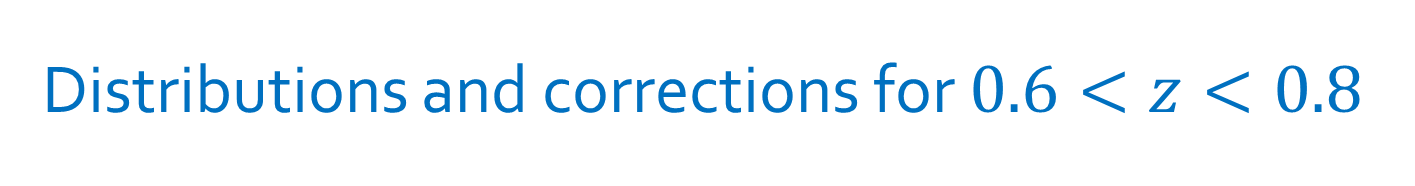 Distributions and corrections for 0.6 < z < 0.8